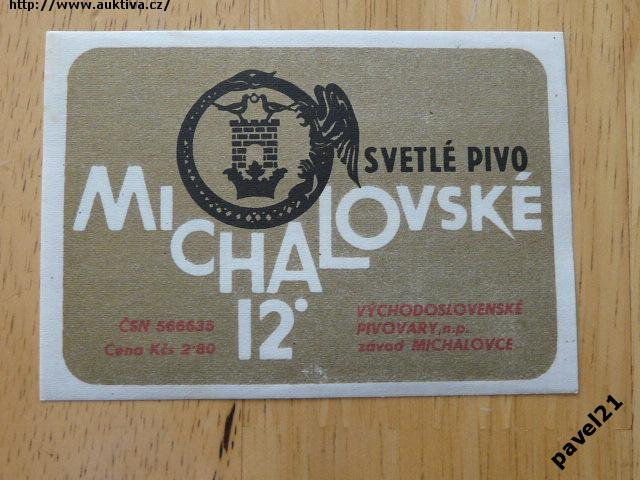 http://www.auktiva.cz/
SVETLÉ PIVO
MICHALOVSKÉ
12°
ČSN 566635
Cena Kčs 2·80
VÝCHODOSLOVENSKÉ
PIVOVARY, n.p.
závod MICHALOVCE
pavel21